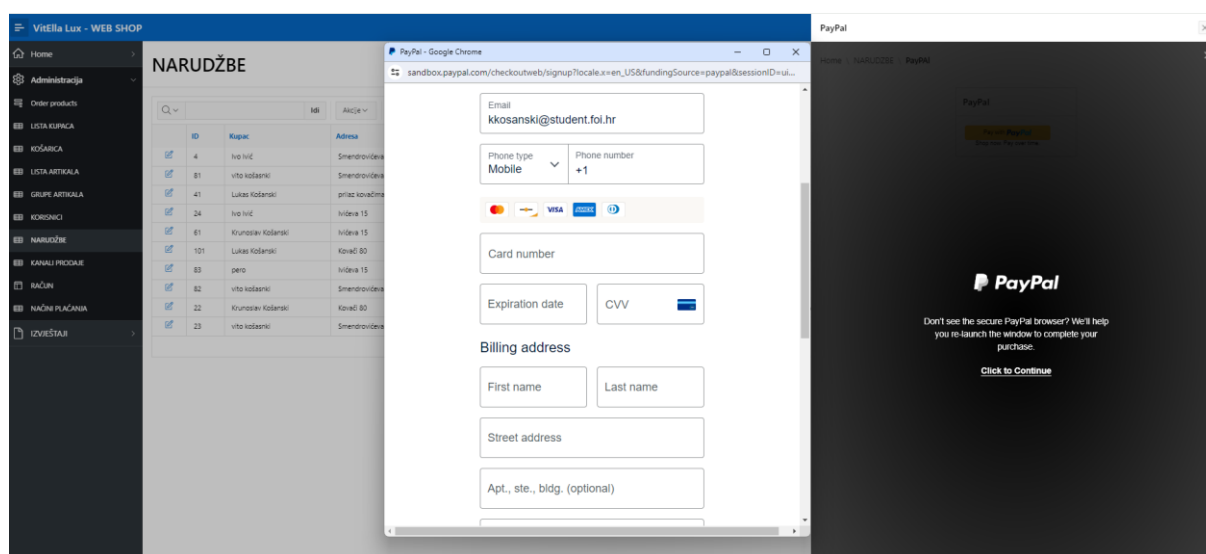 VitElla Lux - WEB SHOP
Home
Administracija
Order products
LISTA KUPACA
KOŠARICA
LISTA ARTIKALA
GRUPE ARTIKALA
KORISNICI
NARUDŽBE
KANALI PRODAJE
RAČUN
NAČINI PLAĆANJA
IZVJEŠTAJI
NARUDŽBE
Idi Akcije
ID Kupac Adresa
4 Ivo Ivić Smendrovićeva
81 vito košasnki Smendrovićeva
41 Lukas Košanski prilaz kovačima
24 Ivo Ivić Ivićeva 15
61 Krunoslav Košanski Ivićeva 15
101 Lukas Košanski Kovači 80
83 pero Ivićeva 15
82 vito košasnki Smendrovićeva
22 Krunoslav Košanski Kovači 80
23 vito košasnki Smendrovićeva
PayPal - Google Chrome
sandbox.paypal.com/checkoutweb/signup?locale.x=en_US&fundingSource=paypal&sessionID=ui...
Email
kkosanski@student.foi.hr
Phone type
Mobile
Phone number
+1
VISA
Card number
Expiration date
CVV
Billing address
First name
Last name
Street address
Apt., ste., bldg. (optional)
PayPal
Home NARUDŽBE PayPal
PayPal
PayPal
Don't see the secure PayPal browser? We'll help
you re-launch the window to complete your
purchase.
Click to Continue